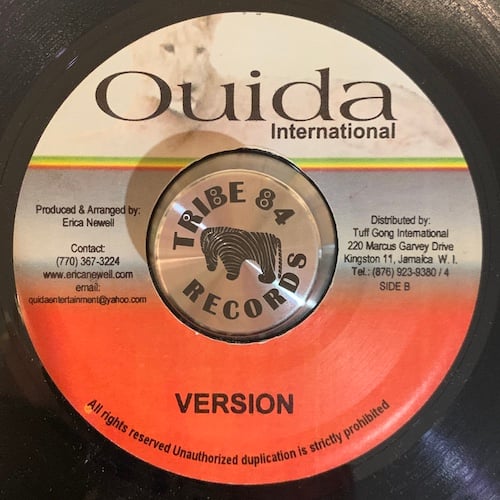 Ouida
International
Produced & Arranged by:
Erica Newell
Contact:
(770) 367-3224
www.ericanewell.com
email:
quidaentertainment@yahoo.com
TRIBE 84
RECORDS
Distributed by:
Tuff Gong International
220 Marcus Garvey Drive
Kingston 11, Jamaica W. I.
Tel.: (876) 923-9380 / 4
SIDE B
VERSION
All rights reserved Unauthorized duplication is strictly prohibited